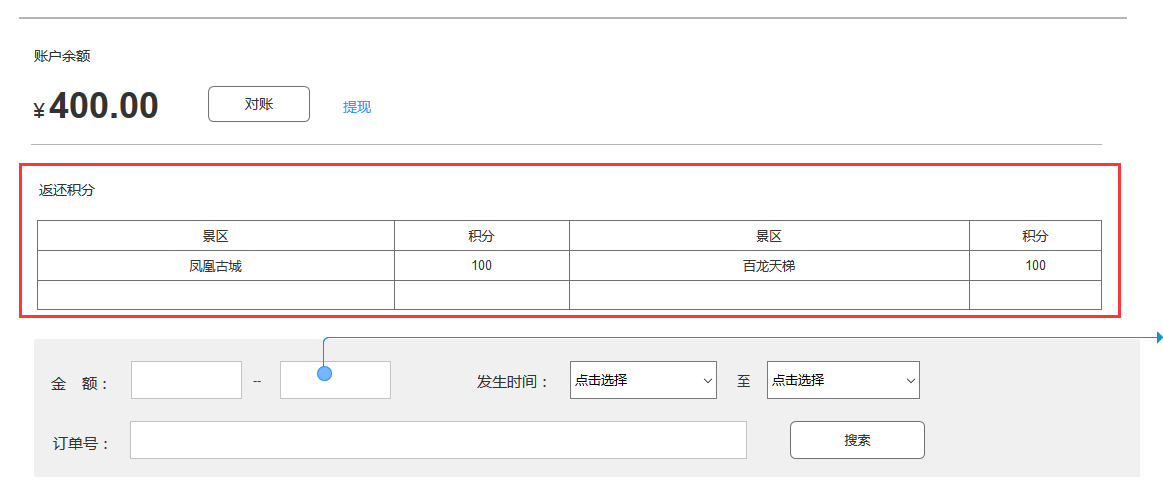 账户余额
¥400.00 对账 提现
返还积分
景区 积分 景区 积分
凤凰古城 100 百龙天梯 100
金 额： -- 发生时间： 点击选择 至 点击选择
订单号： 搜索